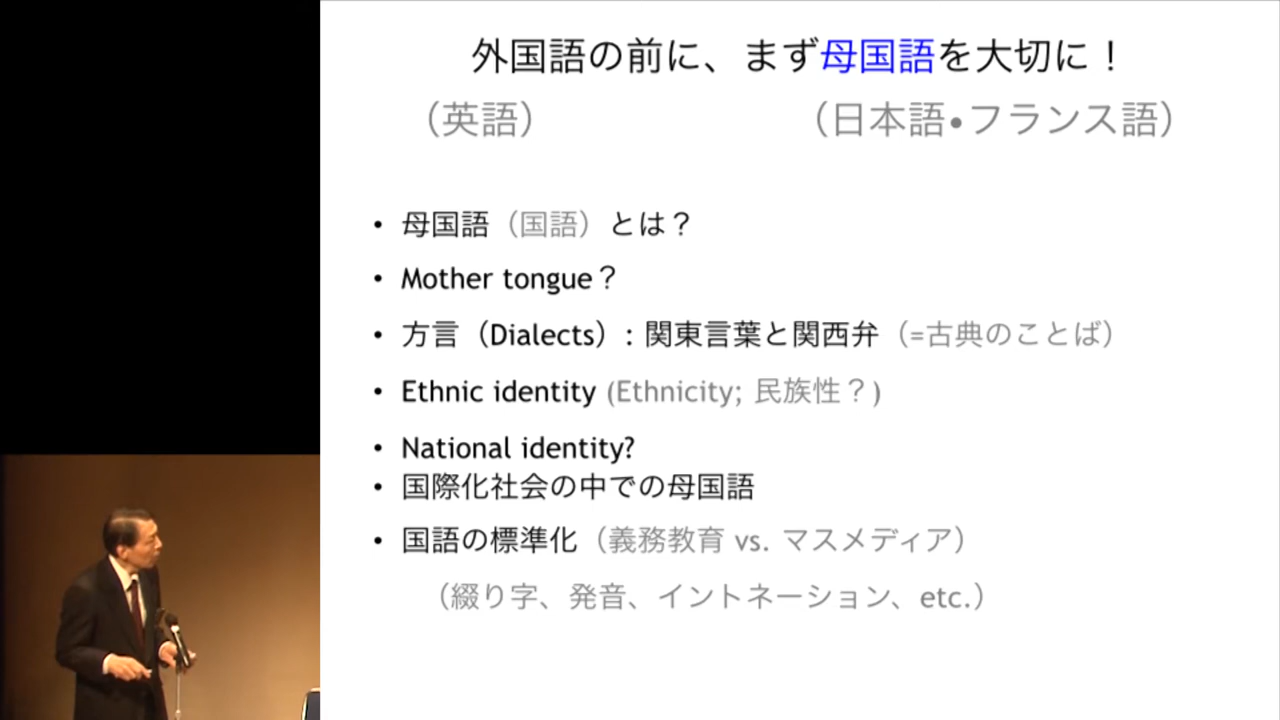 外国語の前に、まず母国語を大切に！
（英語） （日本語•フランス語）
• 母国語（国語）とは？
• Mother tongue？
• 方言（Dialects）: 関東言葉と関西弁（=古典のことば）
• Ethnic identity (Ethnicity; 民族性？)
• National identity?
• 国際化社会の中での母国語
• 国語の標準化（義務教育 vs. マスメディア）
（綴り字、発音、イントネーション、etc.）